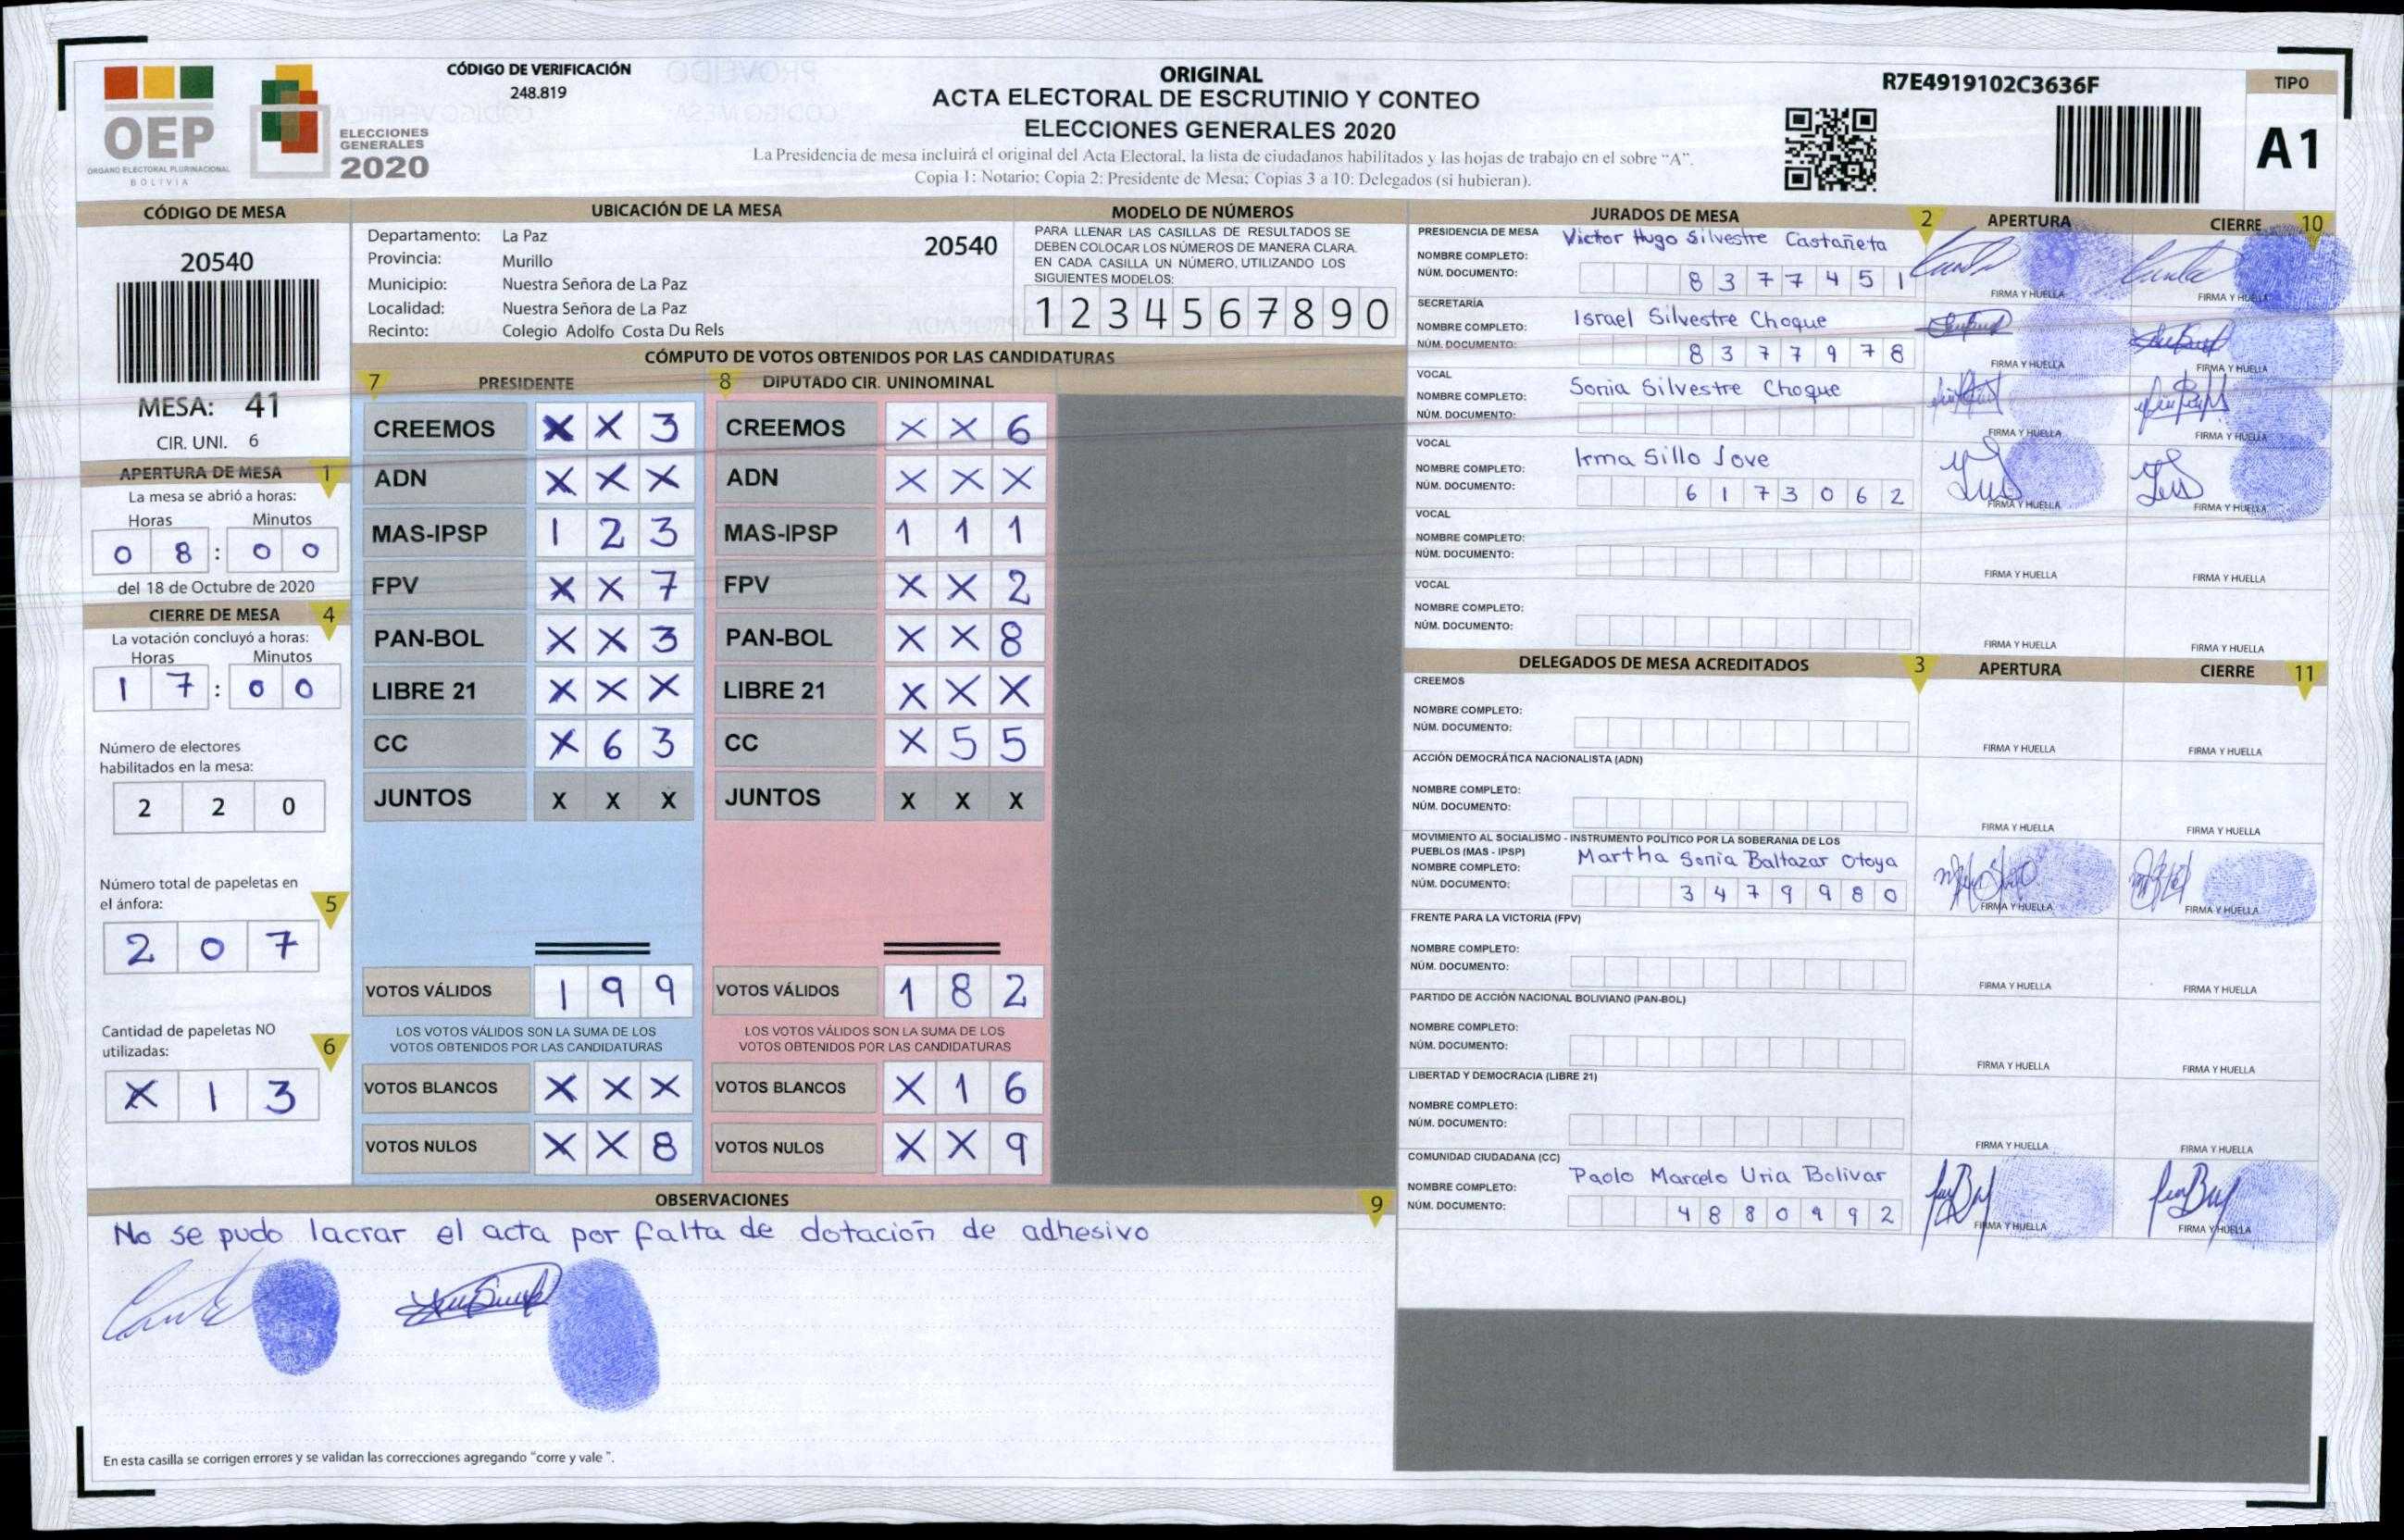 OEP
ÓRGANO ELECTORAL PLURINACIONAL
BOLIVIA
ELECCIONES
GENERALES
2020
CÓDIGO DE VERIFICACIÓN
248.819
ORIGINAL
ACTA ELECTORAL DE ESCRUTINIO Y CONTEO
ELECCIONES GENERALES 2020
La Presidencia de mesa incluirá el original del Acta Electoral, la lista de ciudadanos habilitados y las hojas de trabajo en el sobre “A”.
Copia 1: Notario; Copia 2: Presidente de Mesa; Copias 3 a 10: Delegados (si hubieran).
R7E4919102C3636F
TIPO
A1
CÓDIGO DE MESA
20540
MESA: 41
CIR. UNI. 6
APERTURA DE MESA 1
La mesa se abrió a horas:
Horas Minutos
0 8 : 0 0
del 18 de Octubre de 2020
CIERRE DE MESA 4
La votación concluyó a horas:
Horas Minutos
1 7 : 0 0
Número de electores
habilitados en la mesa:
2 2 0
Número total de papeletas en
el ánfora: 5
2 0 7
Cantidad de papeletas NO
utilizadas: 6
X 1 3
UBICACIÓN DE LA MESA
Departamento: La Paz
20540
Provincia: Murillo
Municipio: Nuestra Señora de La Paz
Localidad: Nuestra Señora de La Paz
Recinto: Colegio Adolfo Costa Du Rels
MODELO DE NÚMEROS
PARA LLENAR LAS CASILLAS DE RESULTADOS SE
DEBEN COLOCAR LOS NÚMEROS DE MANERA CLARA.
EN CADA CASILLA UN NÚMERO, UTILIZANDO LOS
SIGUIENTES MODELOS:
1 2 3 4 5 6 7 8 9 0
CÓMPUTO DE VOTOS OBTENIDOS POR LAS CANDIDATURAS
7 PRESIDENTE
CREEMOS X X 3
ADN X X X
MAS-IPSP 1 2 3
FPV X X 7
PAN-BOL X X 3
LIBRE 21 X X X
CC X 6 3
JUNTOS X X X
VOTOS VÁLIDOS 1 9 9
LOS VOTOS VÁLIDOS SON LA SUMA DE LOS
VOTOS OBTENIDOS POR LAS CANDIDATURAS
VOTOS BLANCOS X X X
VOTOS NULOS X X 8
8 DIPUTADO CIR. UNINOMINAL
CREEMOS X X 6
ADN X X X
MAS-IPSP 1 1 1
FPV X X 2
PAN-BOL X X 8
LIBRE 21 X X X
CC X 5 5
JUNTOS X X X
VOTOS VÁLIDOS 1 8 2
LOS VOTOS VÁLIDOS SON LA SUMA DE LOS
VOTOS OBTENIDOS POR LAS CANDIDATURAS
VOTOS BLANCOS X 1 6
VOTOS NULOS X X 9
OBSERVACIONES 9
No se pudo lacrar el acta por falta de dotación de adhesivo
En esta casilla se corrigen errores y se validan las correcciones agregando “corre y vale”.
JURADOS DE MESA 2 APERTURA CIERRE 10
PRESIDENCIA DE MESA
NOMBRE COMPLETO: Victor Hugo Silvestre Castañeta
NÚM. DOCUMENTO: 8 3 7 7 4 5 1
FIRMA Y HUELLA FIRMA Y HUELLA
SECRETARÍA
NOMBRE COMPLETO: Israel Silvestre Choque
NÚM. DOCUMENTO: 8 3 7 7 9 7 8
FIRMA Y HUELLA FIRMA Y HUELLA
VOCAL
NOMBRE COMPLETO: Sonia Silvestre Choque
NÚM. DOCUMENTO:
FIRMA Y HUELLA FIRMA Y HUELLA
VOCAL
NOMBRE COMPLETO: Irma Sillo Jove
NÚM. DOCUMENTO: 6 1 7 3 0 6 2
FIRMA Y HUELLA FIRMA Y HUELLA
VOCAL
NOMBRE COMPLETO:
NÚM. DOCUMENTO:
FIRMA Y HUELLA FIRMA Y HUELLA
VOCAL
NOMBRE COMPLETO:
NÚM. DOCUMENTO:
FIRMA Y HUELLA FIRMA Y HUELLA
DELEGADOS DE MESA ACREDITADOS 3 APERTURA CIERRE 11
CREEMOS
NOMBRE COMPLETO:
NÚM. DOCUMENTO:
FIRMA Y HUELLA FIRMA Y HUELLA
ACCIÓN DEMOCRÁTICA NACIONALISTA (ADN)
NOMBRE COMPLETO:
NÚM. DOCUMENTO:
FIRMA Y HUELLA FIRMA Y HUELLA
MOVIMIENTO AL SOCIALISMO - INSTRUMENTO POLÍTICO POR LA SOBERANIA DE LOS
PUEBLOS (MAS - IPSP)
NOMBRE COMPLETO: Martha Sonia Baltazar Otoya
NÚM. DOCUMENTO: 3 4 7 9 9 8 0
FIRMA Y HUELLA FIRMA Y HUELLA
FRENTE PARA LA VICTORIA (FPV)
NOMBRE COMPLETO:
NÚM. DOCUMENTO:
FIRMA Y HUELLA FIRMA Y HUELLA
PARTIDO DE ACCIÓN NACIONAL BOLIVIANO (PAN-BOL)
NOMBRE COMPLETO:
NÚM. DOCUMENTO:
FIRMA Y HUELLA FIRMA Y HUELLA
LIBERTAD Y DEMOCRACIA (LIBRE 21)
NOMBRE COMPLETO:
NÚM. DOCUMENTO:
FIRMA Y HUELLA FIRMA Y HUELLA
COMUNIDAD CIUDADANA (CC)
NOMBRE COMPLETO: Paolo Marcelo Uria Bolivar
NÚM. DOCUMENTO: 4 8 8 0 9 9 2
FIRMA Y HUELLA FIRMA Y HUELLA